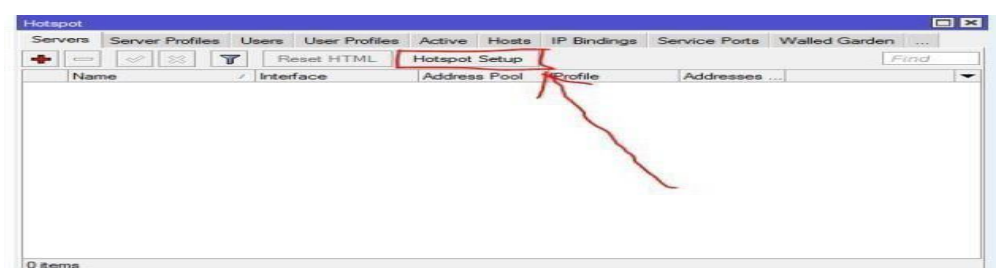 Hotspot
Servers Server Profiles Users User Profiles Active Hosts IP Bindings Service Ports Walled Garden ...
Reset HTML Hotspot Setup Find
Name Interface Address Pool Profile Addresses ...
0 items